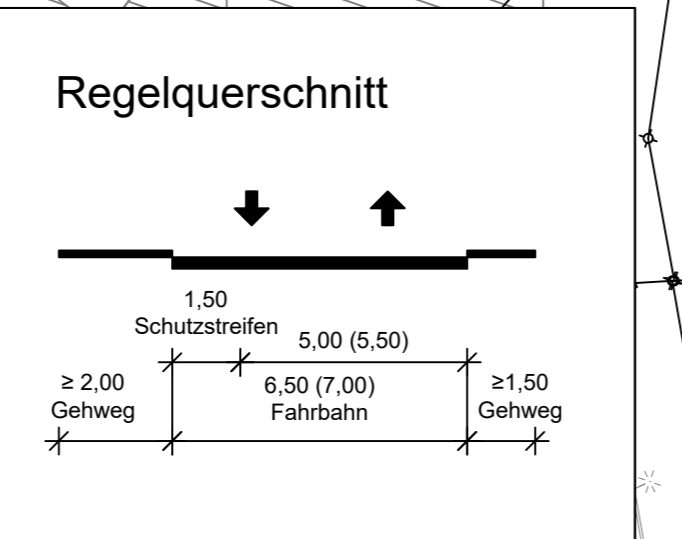 Regelquerschnitt
1,50
Schutzstreifen
5,00 (5,50)
≥ 2,00
Gehweg
6,50 (7,00)
Fahrbahn
≥1,50
Gehweg